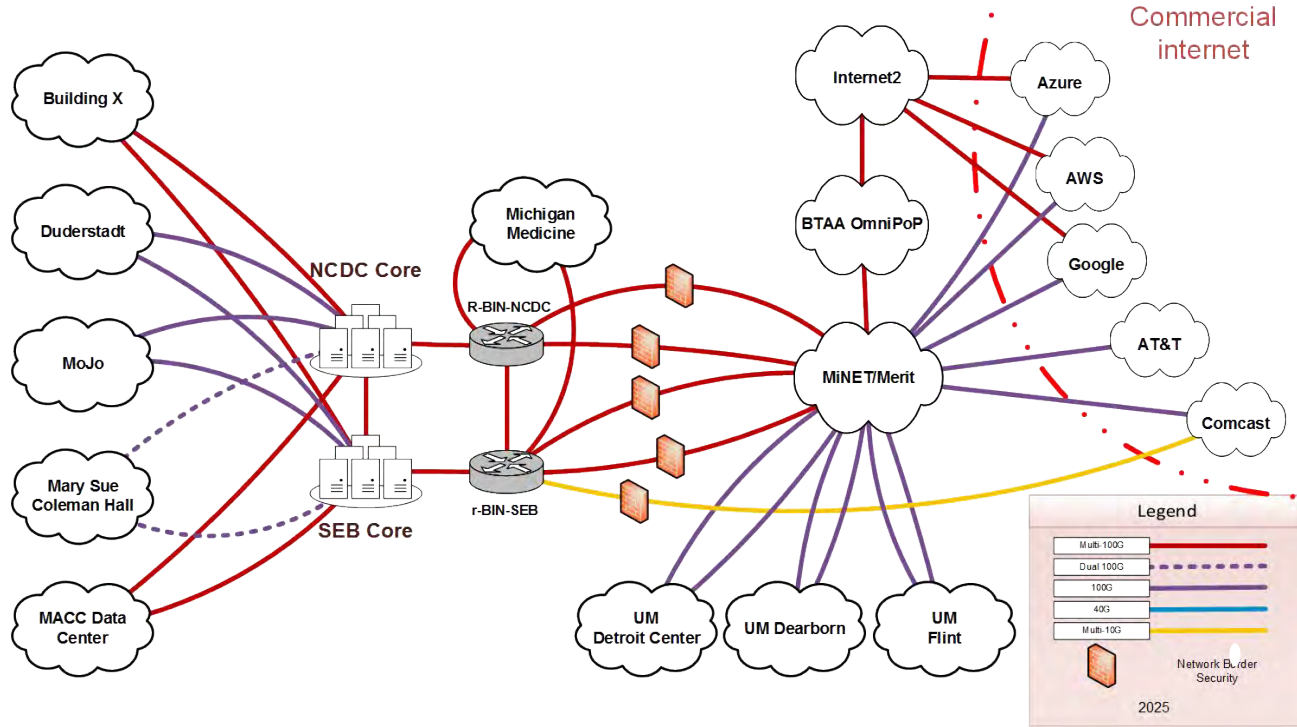 Commercial
internet
Building X
Internet2
Azure
AWS
Duderstadt
Michigan
Medicine
BTAA OmniPoP
Google
NCDC Core
R-BIN-NCDC
MoJo
MiNET/Merit
AT&T
Comcast
Mary Sue
Coleman Hall
SEB Core
r-BIN-SEB
MACC Data
Center
UM
Detroit Center
UM Dearborn
UM
Flint
Legend
Multi-100G
Dual 100G
100G
40G
Multi-10G
Network Border
Security
2025